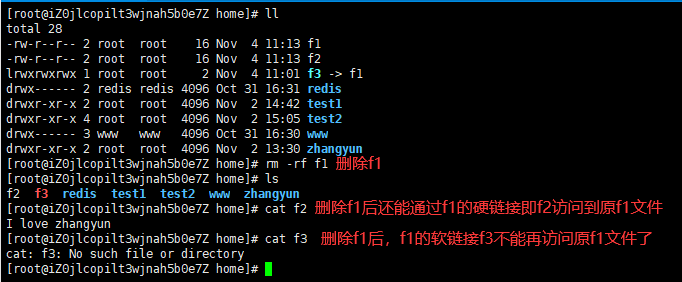 [root@iZ0jlcopilt3wjnah5b0e7Z home]# ll
total 28
-rw-r--r-- 2 root  root    16 Nov  4 11:13 f1
-rw-r--r-- 2 root  root    16 Nov  4 11:13 f2
lrwxrwxrwx 1 root  root     2 Nov  4 11:01 f3 -> f1
drwx------ 2 redis redis 4096 Oct 31 16:31 redis
drwxr-xr-x 2 root  root  4096 Nov  2 14:42 test1
drwxr-xr-x 4 root  root  4096 Nov  2 15:05 test2
drwx------ 3 www   www   4096 Oct 31 16:30 www
drwxr-xr-x 2 root  root  4096 Nov  2 13:30 zhangyun
[root@iZ0jlcopilt3wjnah5b0e7Z home]# rm -rf f1 删除f1
[root@iZ0jlcopilt3wjnah5b0e7Z home]# ls
f2  f3  redis  test1  test2  www  zhangyun
[root@iZ0jlcopilt3wjnah5b0e7Z home]# cat f2 删除f1后还能通过f1的硬链接即f2访问到原f1文件
I love zhangyun
[root@iZ0jlcopilt3wjnah5b0e7Z home]# cat f3 删除f1后，f1的软链接f3不能再访问原f1文件了
cat: f3: No such file or directory
[root@iZ0jlcopilt3wjnah5b0e7Z home]#